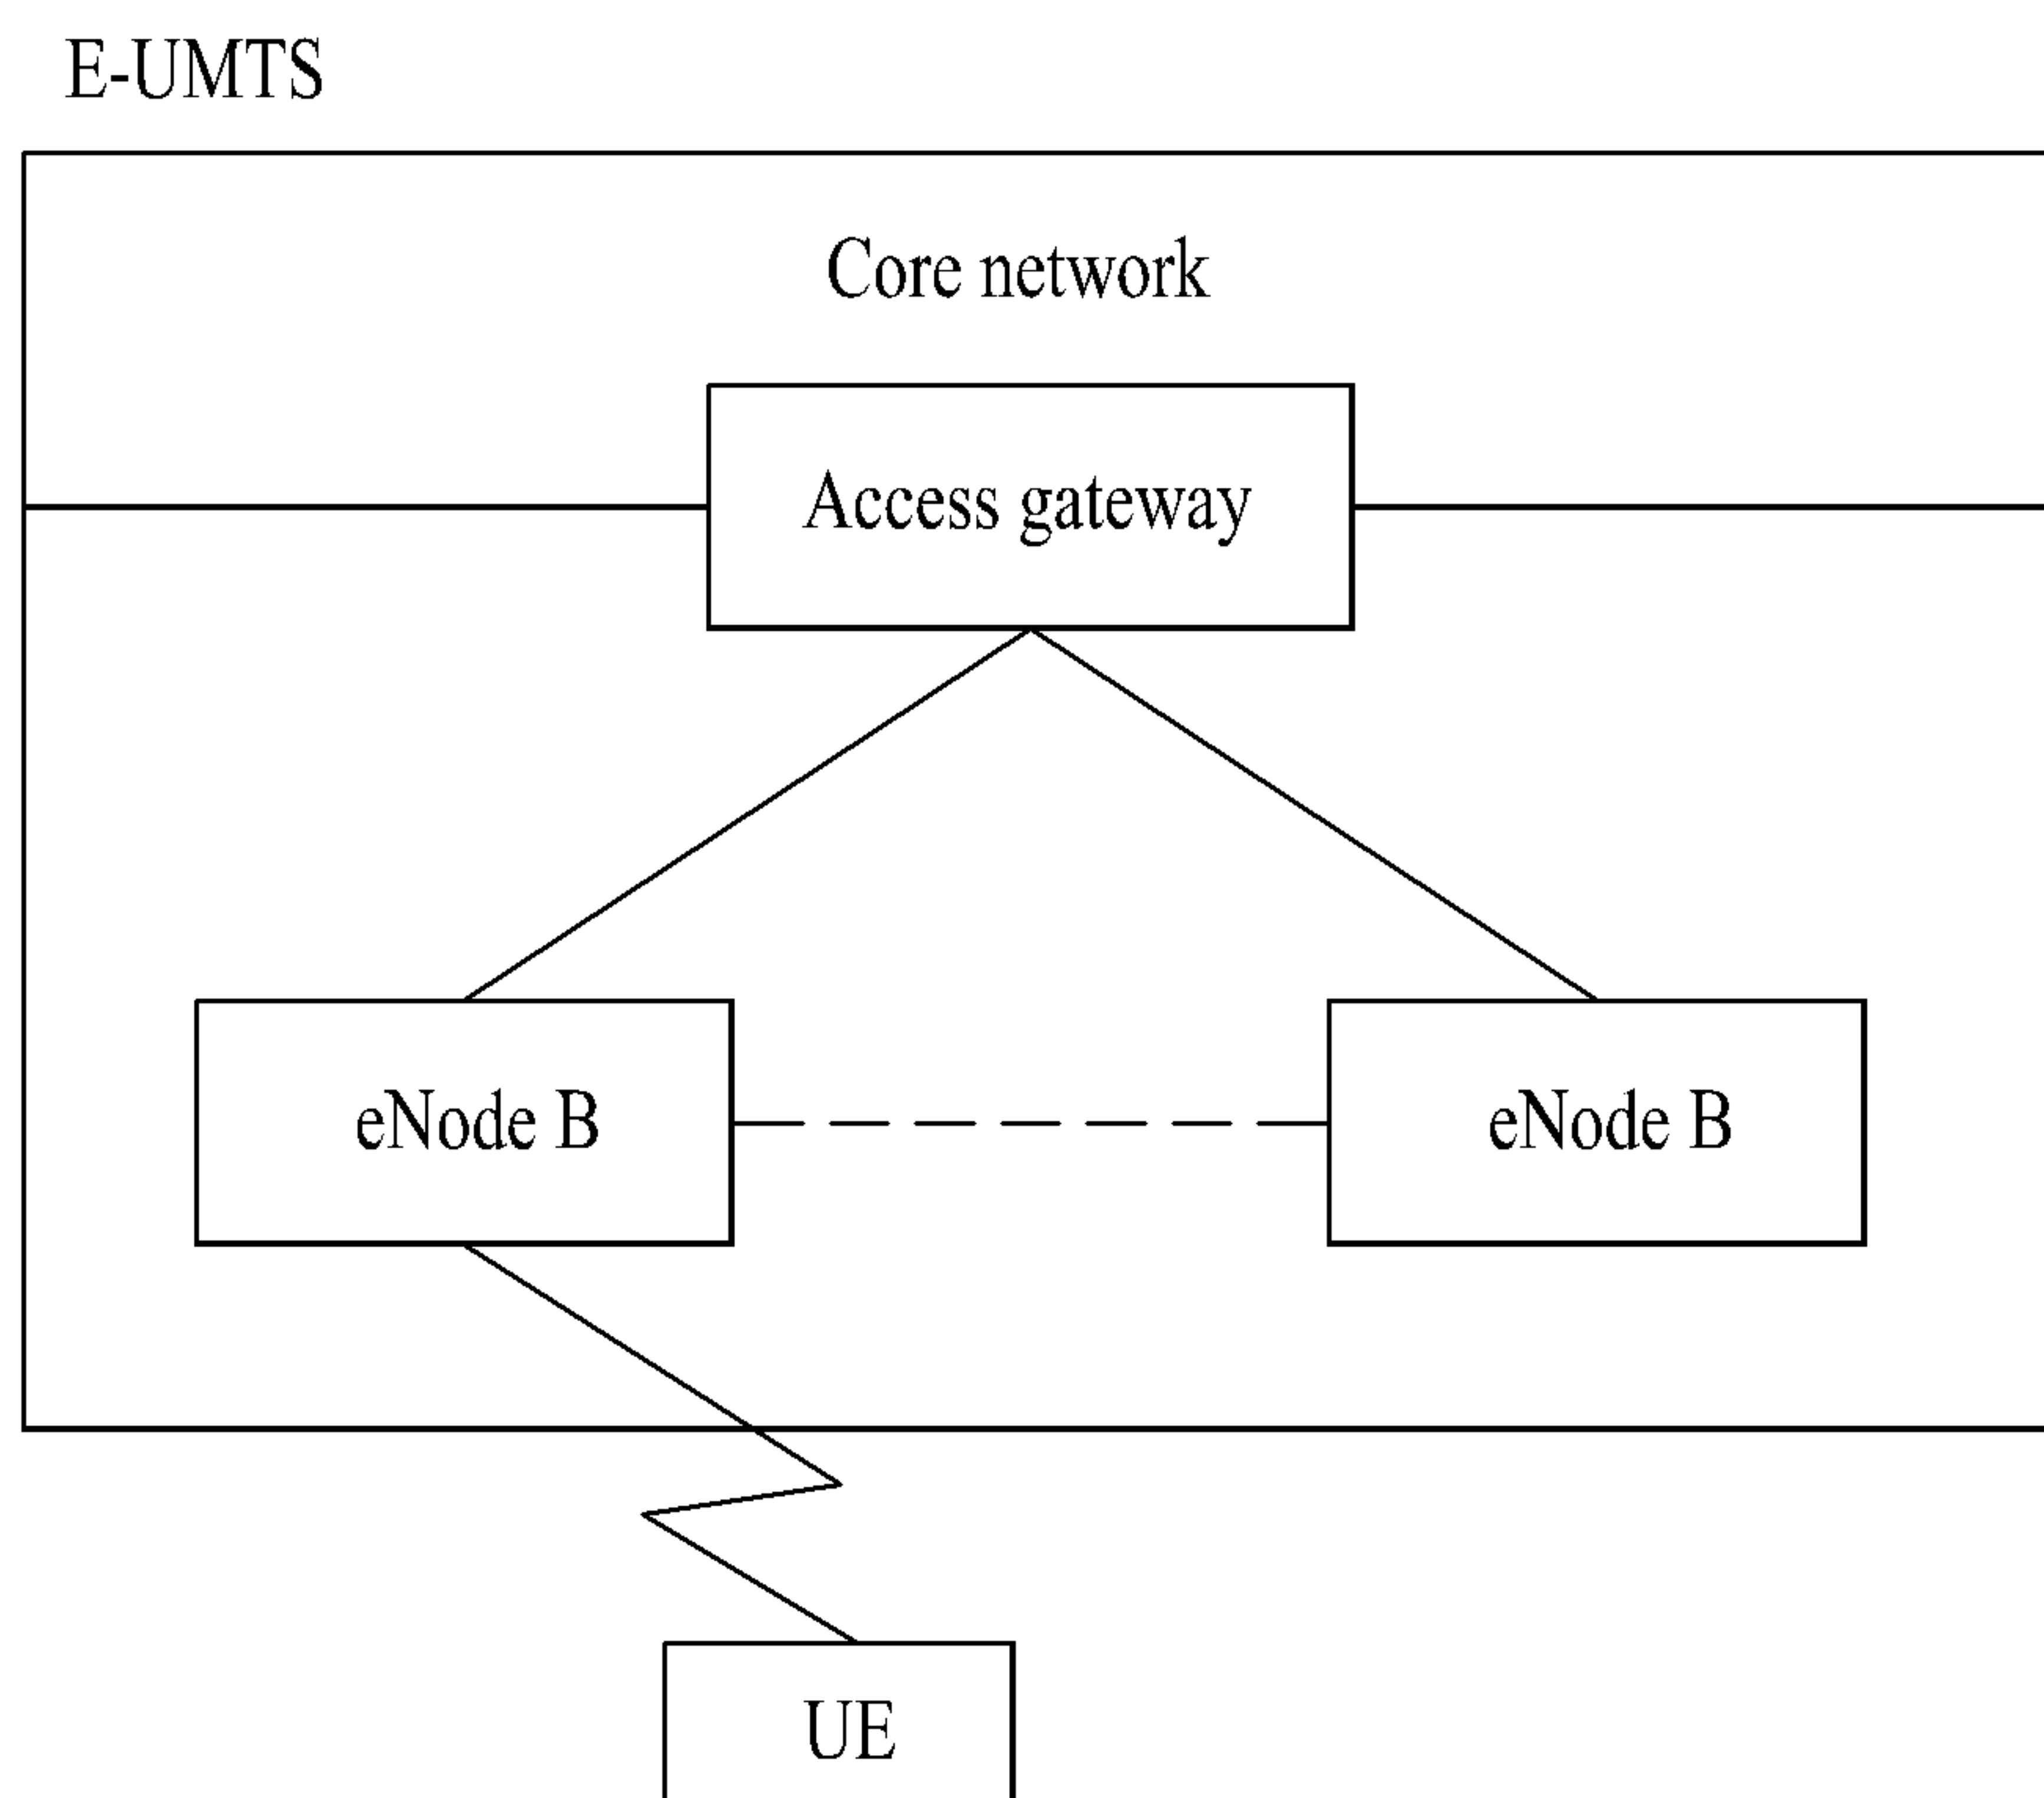 E-UMTS
Core network
Access gateway
eNode B
eNode B
UE